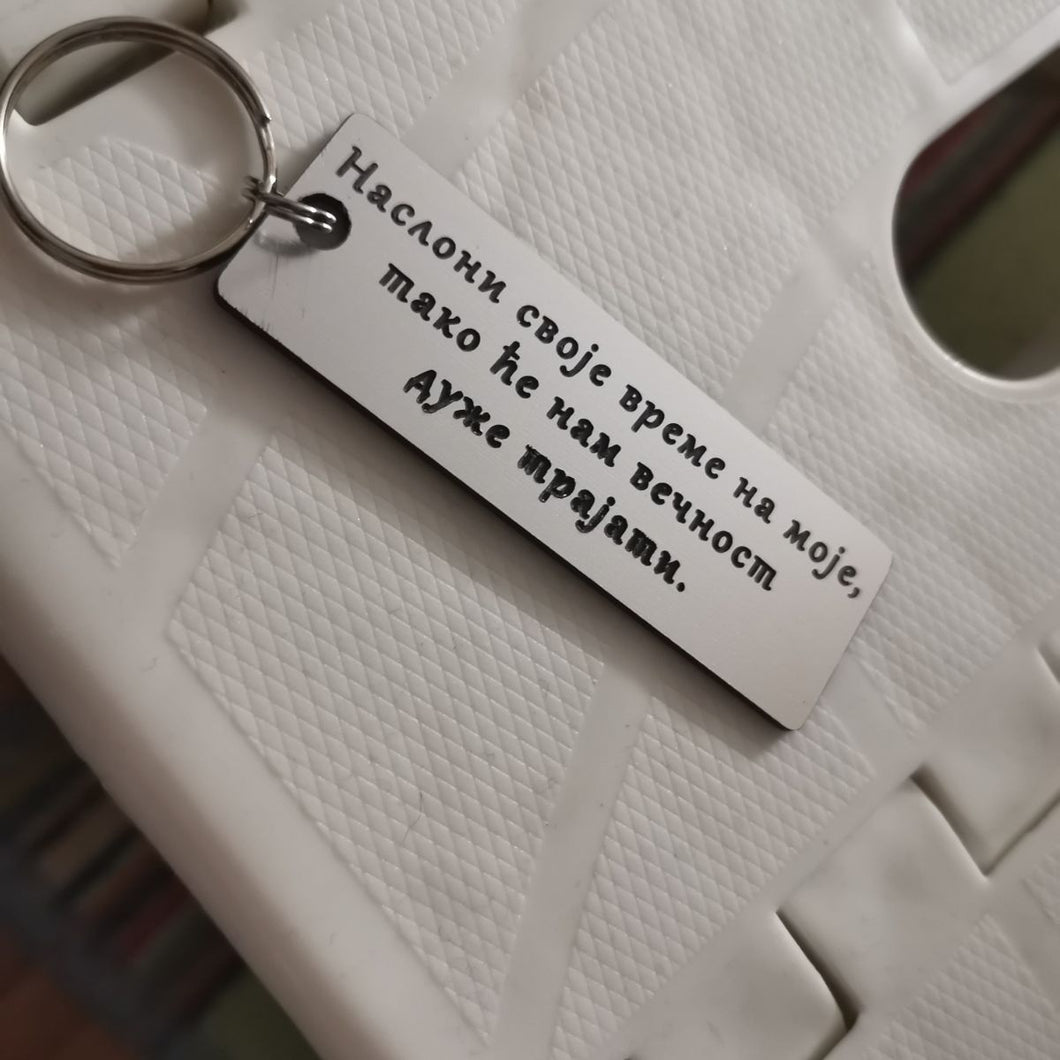 Наслони своје време на моје,
тако ће нам вечност
дуже трајати.